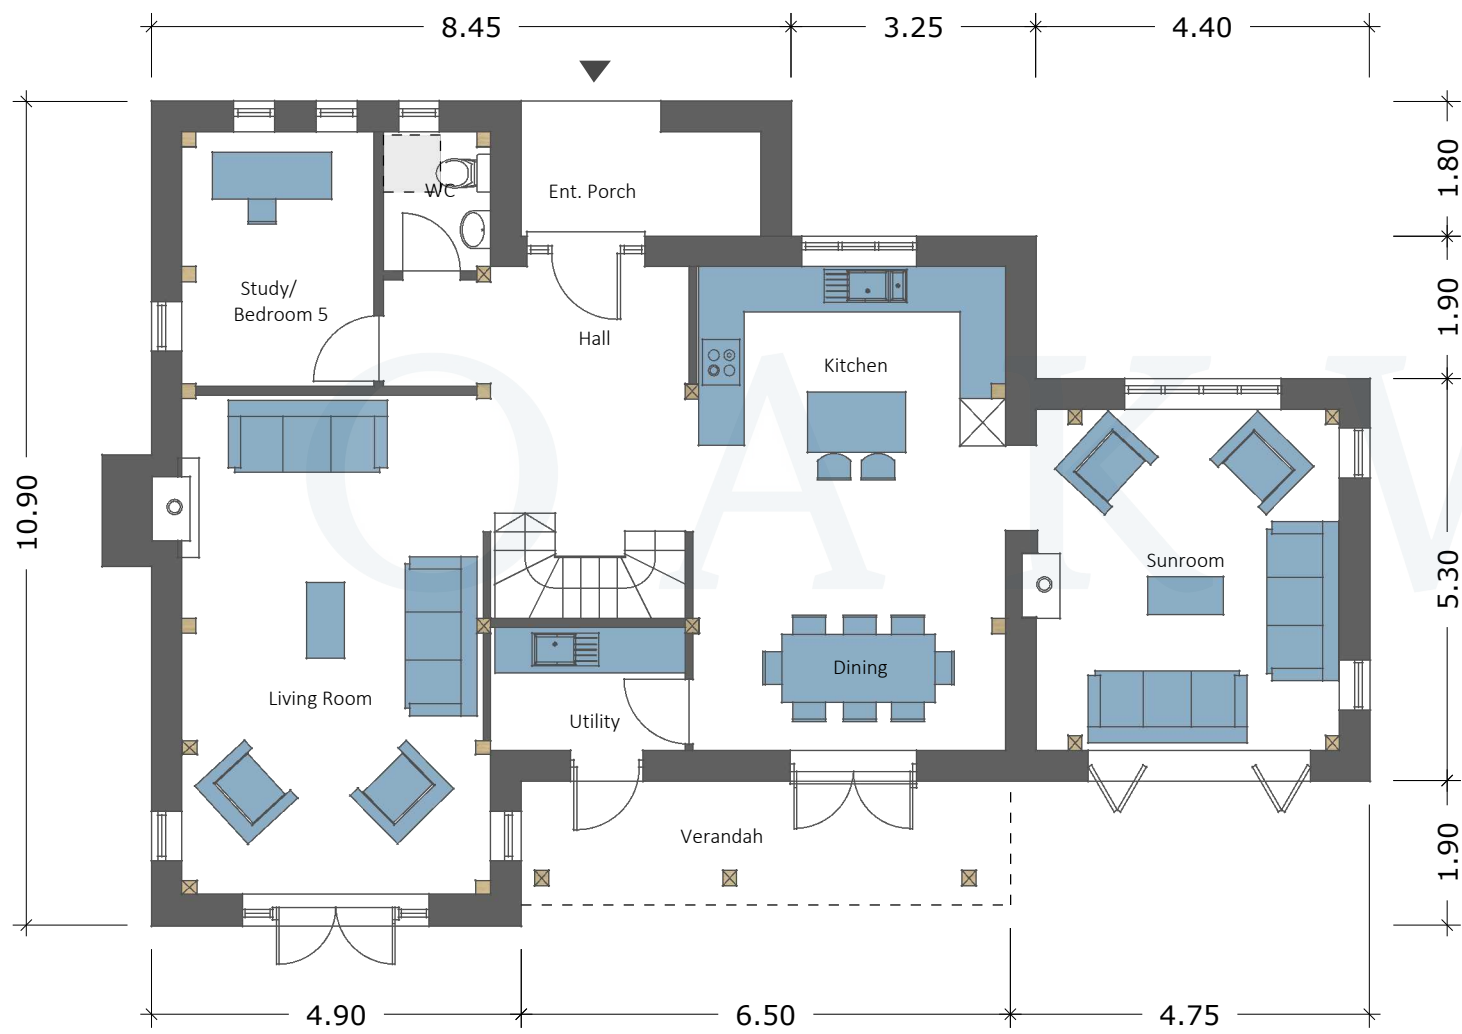 8.45
3.25
4.40
10.90
1.80
1.90
5.30
1.90
WC
Ent. Porch
Study/
Bedroom 5
Hall
Kitchen
Sunroom
Living Room
Dining
Utility
Verandah
4.90
6.50
4.75
OAKW